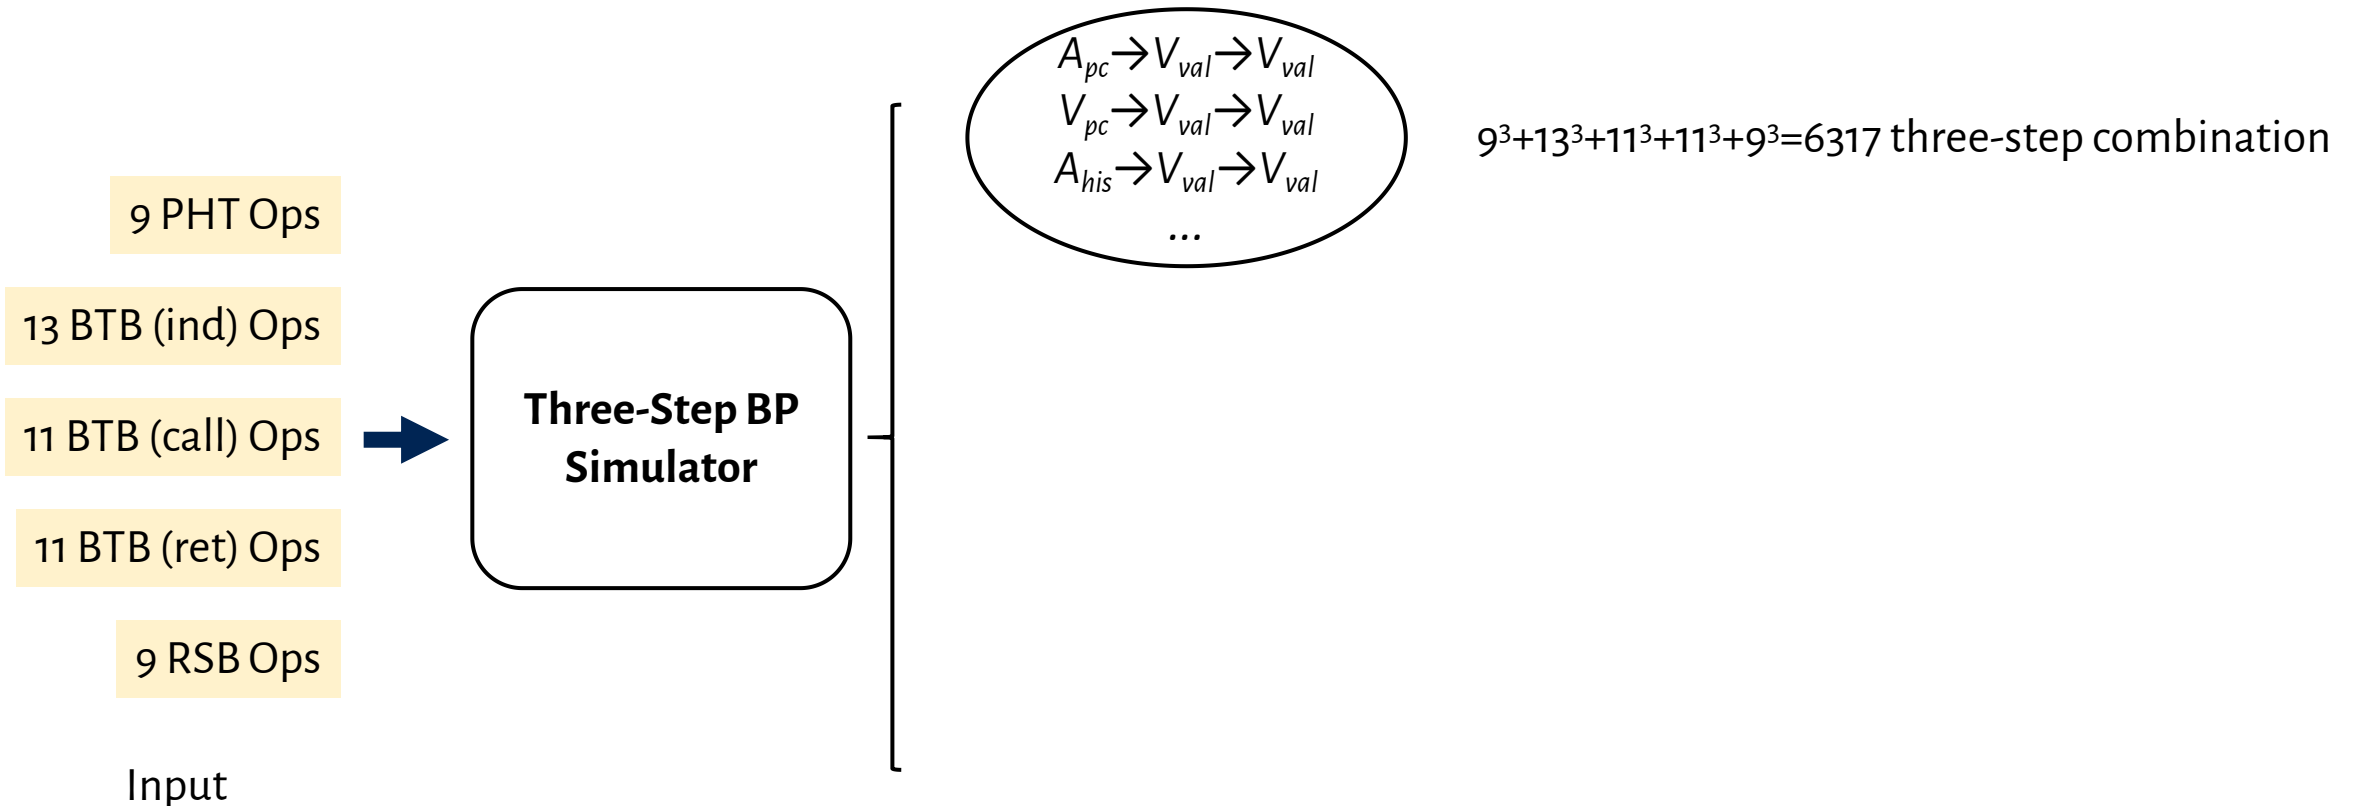 9 PHT Ops
13 BTB (ind) Ops
11 BTB (call) Ops
11 BTB (ret) Ops
9 RSB Ops
Input
Three-Step BP
Simulator
A_pc→V_val→V_val
V_pc→V_val→V_val
A_his→V_val→V_val
...
9³+13³+11³+11³+9³=6317 three-step combination